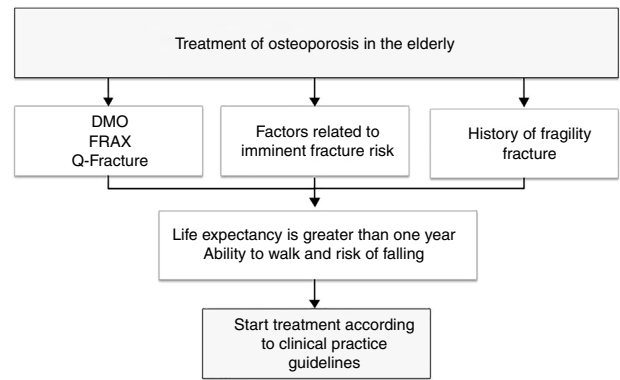 Treatment of osteoporosis in the elderly
DMO
FRAX
Q-Fracture
Factors related to
imminent fracture risk
History of fragility
fracture
Life expectancy is greater than one year
Ability to walk and risk of falling
Start treatment according
to clinical practice
guidelines